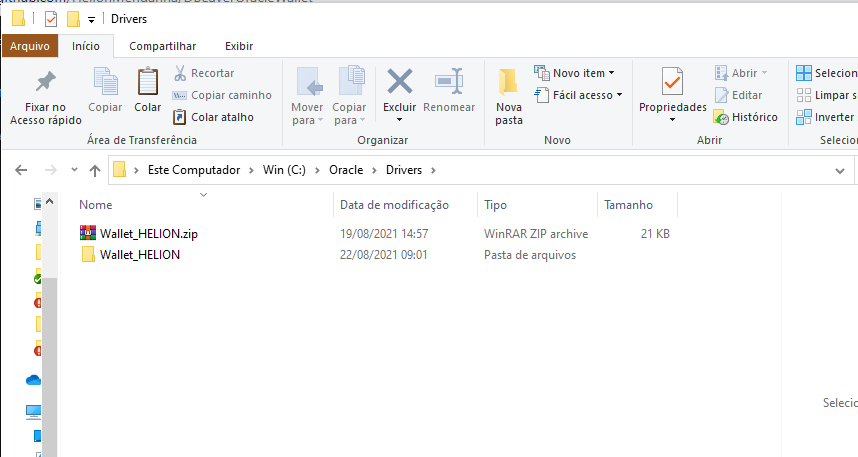 Drivers
Arquivo Início Compartilhar Exibir
Fixar no
Acesso rápido
Copiar
Colar
Recortar
Copiar caminho
Colar atalho
Área de Transferência
Mover
para
Copiar
para
Excluir
Renomear
Organizar
Nova
pasta
Novo item
Fácil acesso
Novo
Propriedades
Abrir
Editar
Histórico
Abrir
Selecion
Limpar s
Inverter
Selecior
Este Computador > Win (C:) > Oracle > Drivers >
Nome Data de modificação Tipo Tamanho
Wallet_HELION.zip 19/08/2021 14:57 WinRAR ZIP archive 21 KB
Wallet_HELION 22/08/2021 09:01 Pasta de arquivos
Selecio